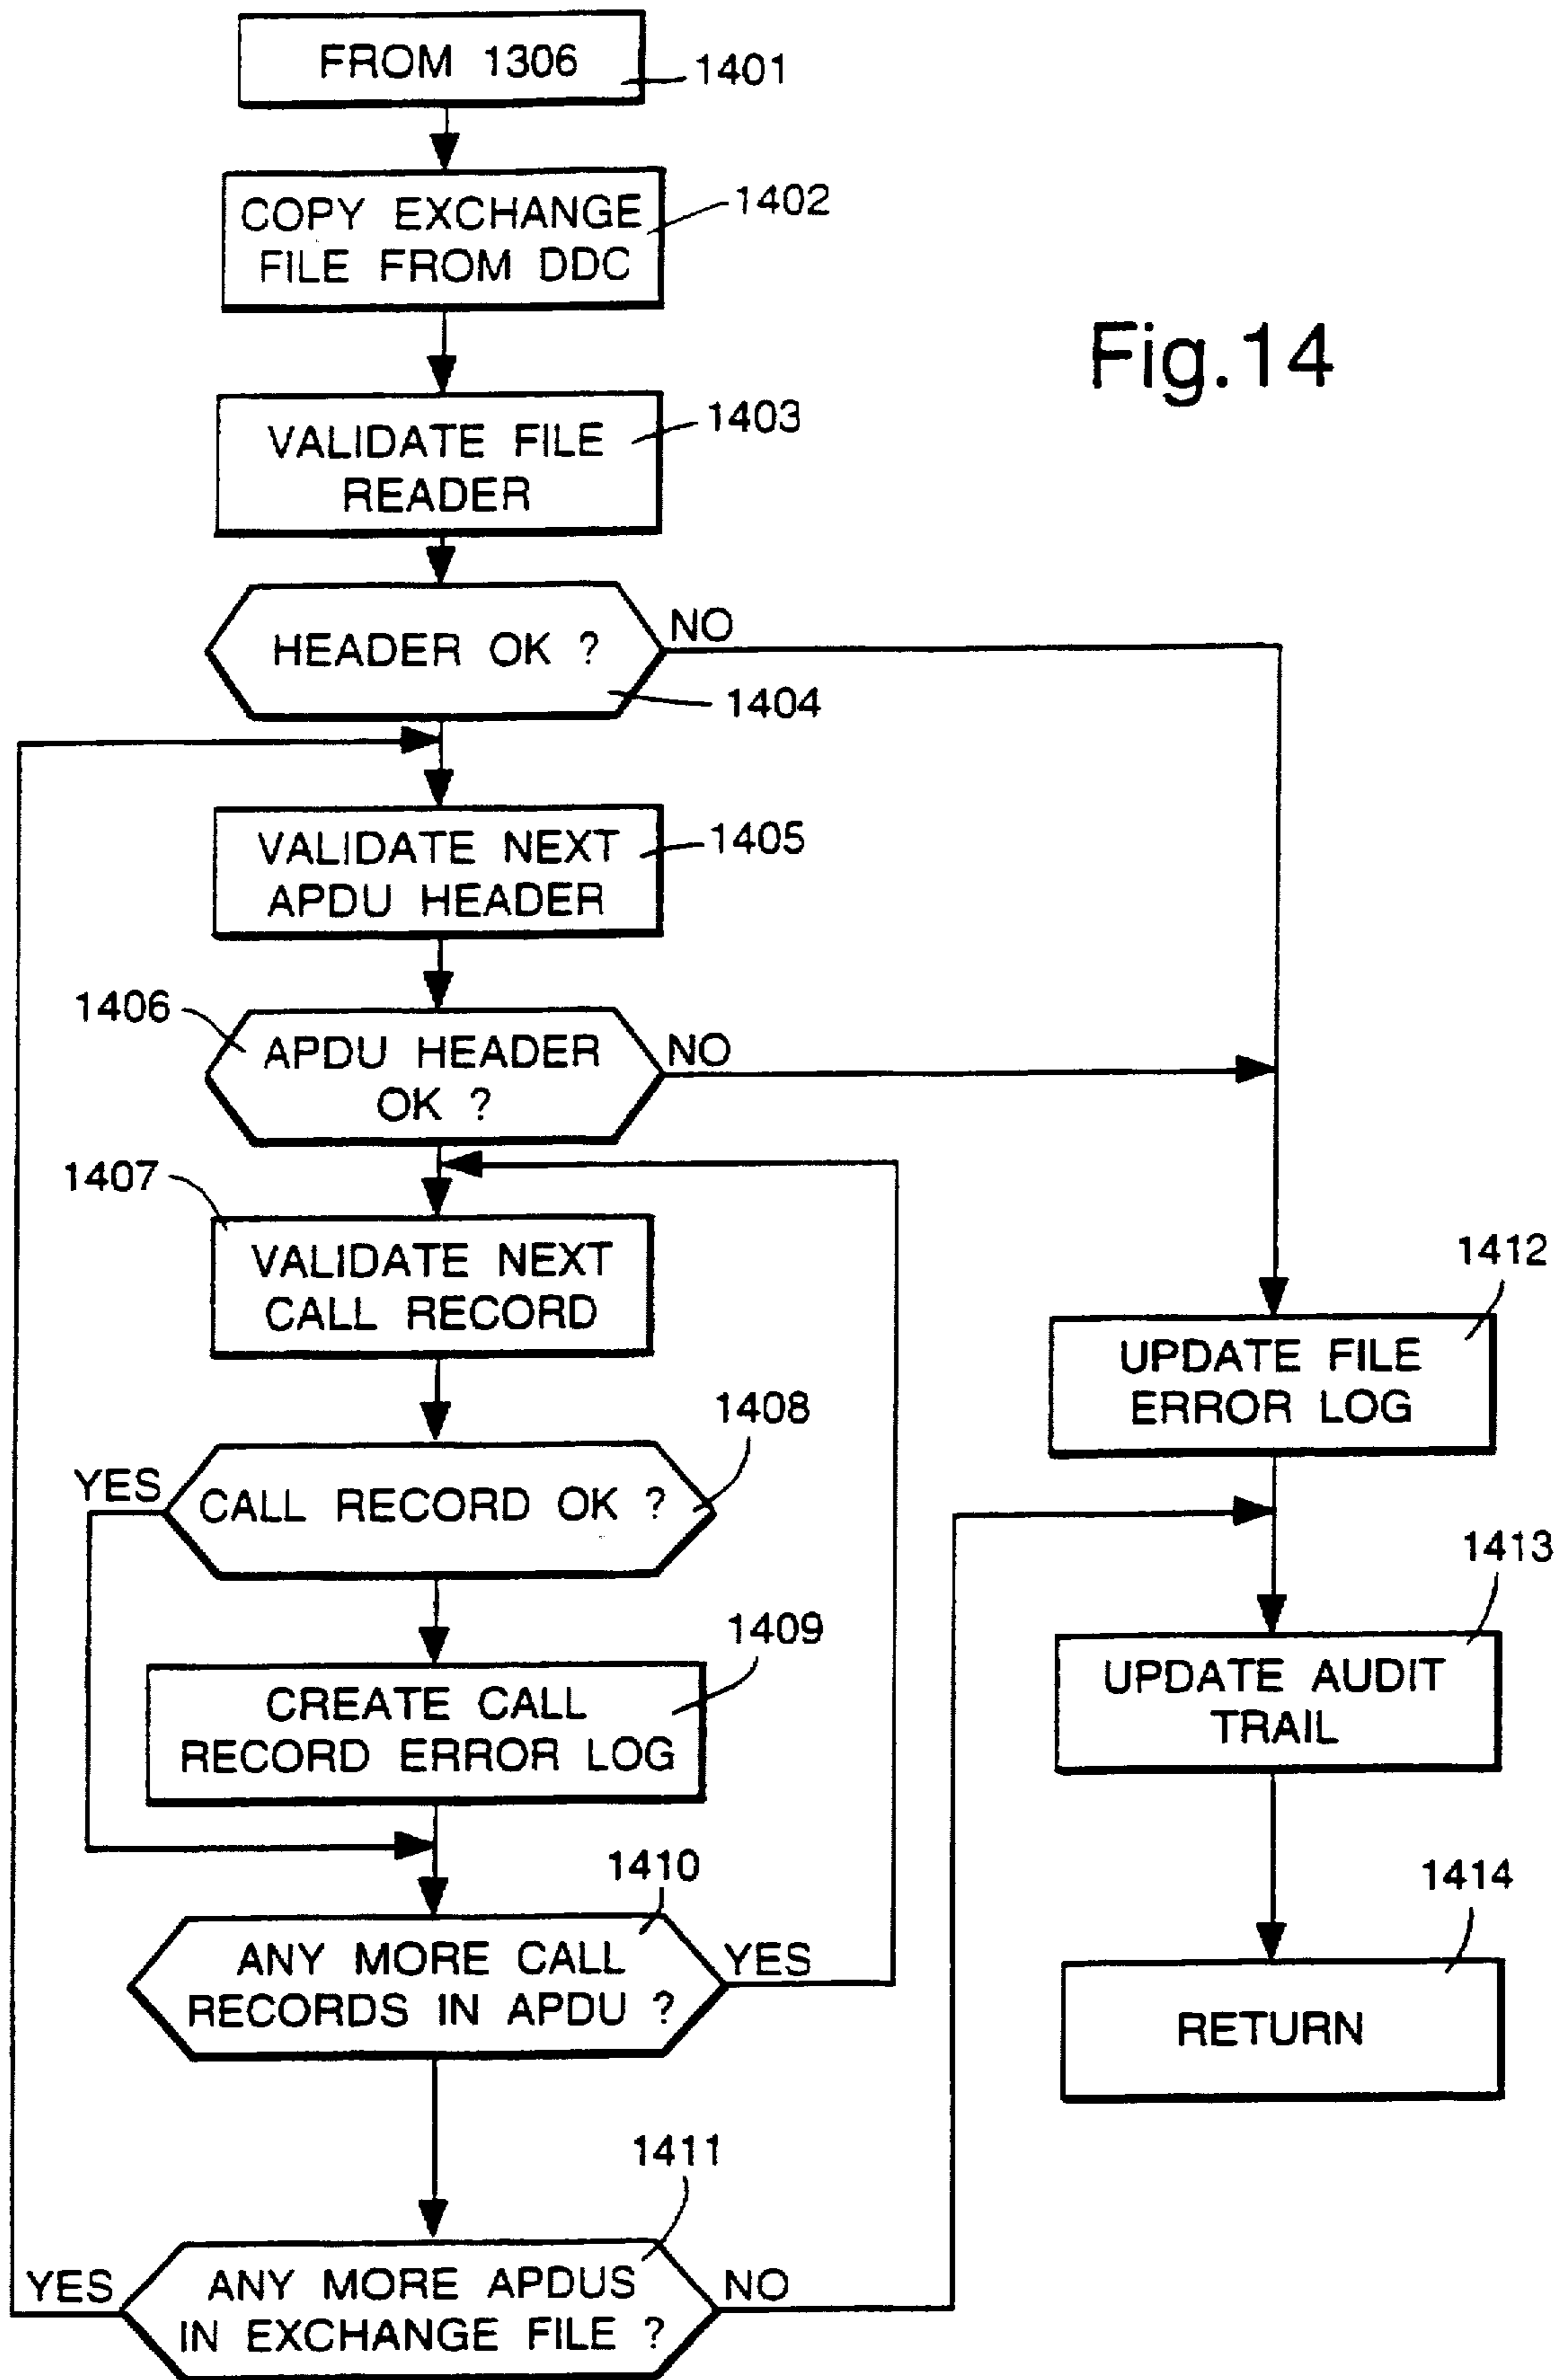 FROM 1306
1401
COPY EXCHANGE
FILE FROM DDC
1402
Fig.14
VALIDATE FILE
READER
1403
HEADER OK ?
NO
1404
VALIDATE NEXT
APDU HEADER
1405
1406
APDU HEADER
OK ?
NO
1407
VALIDATE NEXT
CALL RECORD
1408
YES
CALL RECORD OK ?
1409
CREATE CALL
RECORD ERROR LOG
1410
ANY MORE CALL
RECORDS IN APDU ?
YES
1411
YES
ANY MORE APDUS
IN EXCHANGE FILE ?
NO
1412
UPDATE FILE
ERROR LOG
1413
UPDATE AUDIT
TRAIL
1414
RETURN